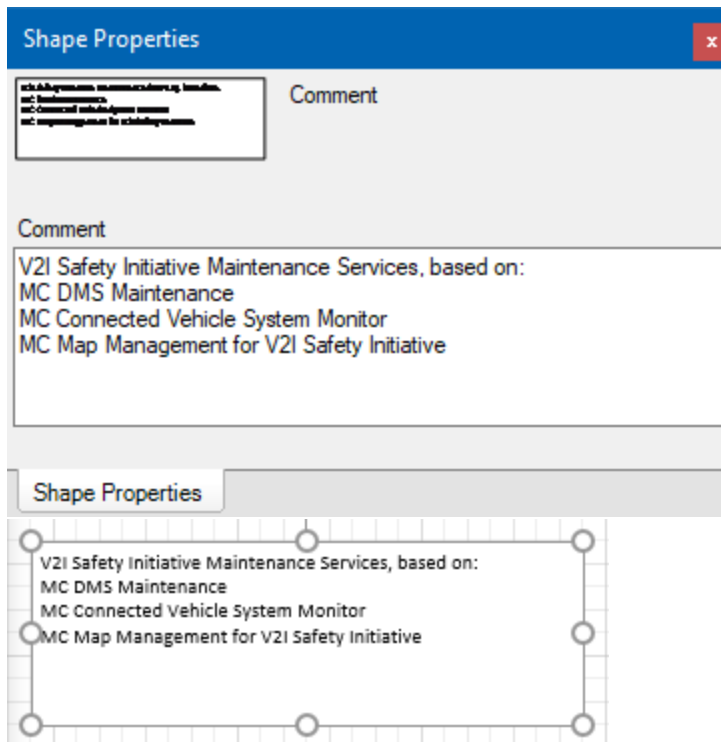 Shape Properties
x
Comment
Comment
V2I Safety Initiative Maintenance Services, based on:
MC DMS Maintenance
MC Connected Vehicle System Monitor
MC Map Management for V2I Safety Initiative
Shape Properties
V2I Safety Initiative Maintenance Services, based on:
MC DMS Maintenance
MC Connected Vehicle System Monitor
MC Map Management for V2I Safety Initiative